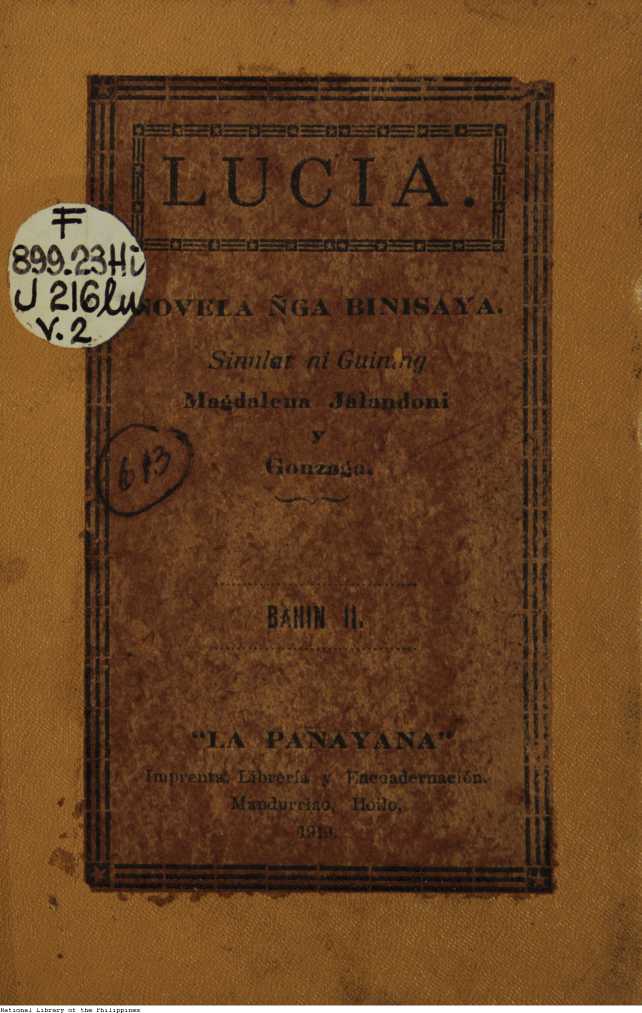 LUCIA.
F
899.23Hi
J 216lu
V. 2
NOVELA ÑGA BINISAYA.
Sinulat ni Guining
Magdalena Jalandoni
y
Gonzaga.
613
BAHIN II.
"LA PANAYANA"
Imprenta, Librería y Encuadernación.
Mandurriao, Iloilo,
1919.
National Library of the Philippines